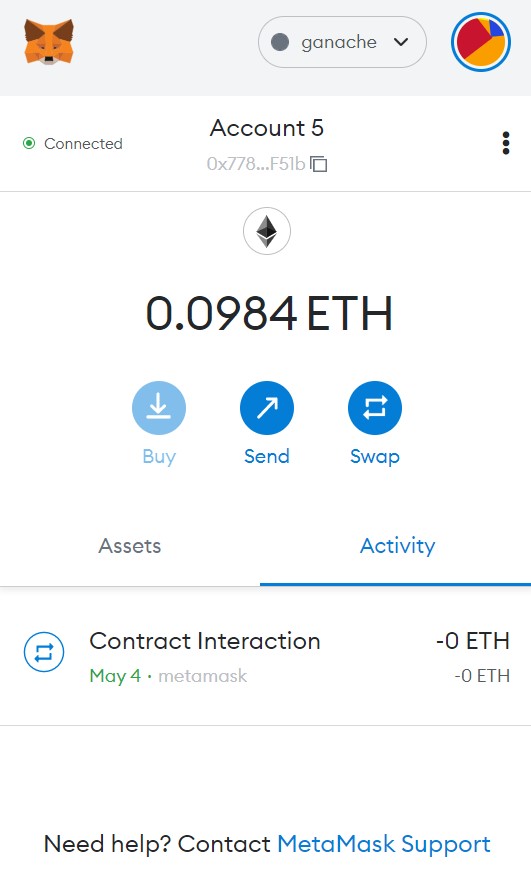 ganache
Connected
Account 5
0x778...F51b
0.0984 ETH
Buy
Send
Swap
Assets
Activity
Contract Interaction
-0 ETH
May 4 · metamask
-0 ETH
Need help? Contact MetaMask Support